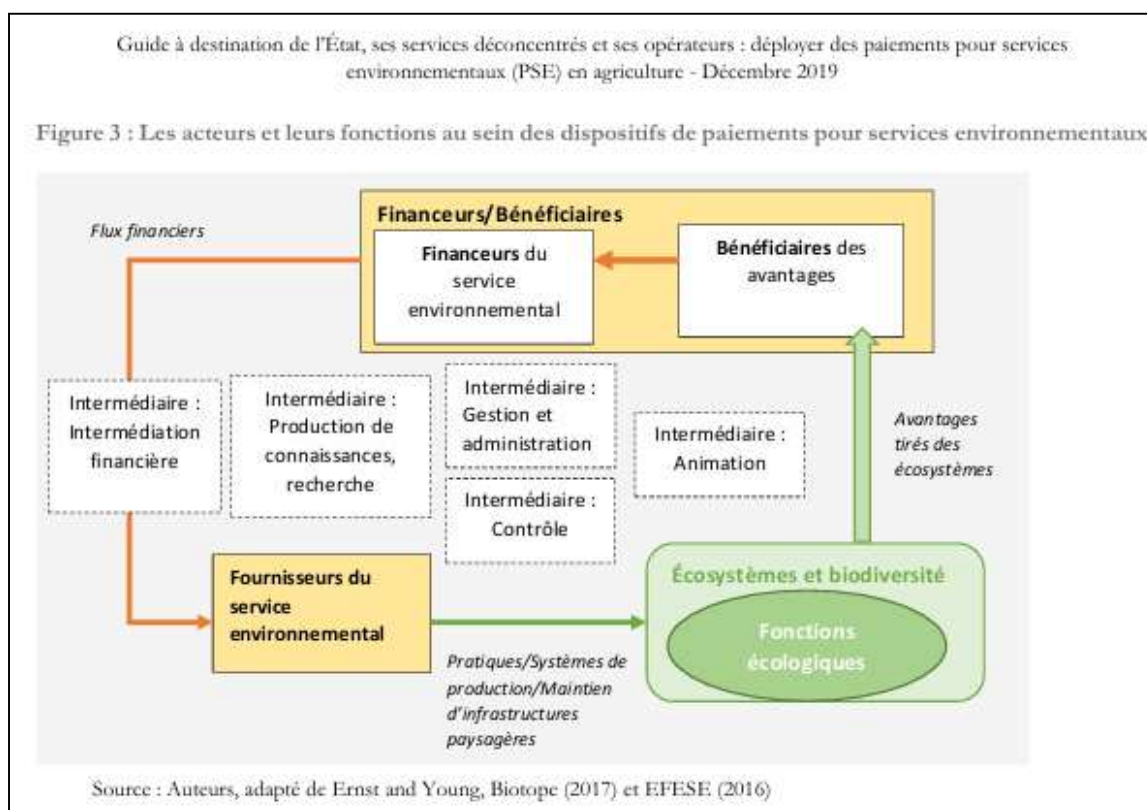 Guide à destination de l'État, ses services déconcentrés et ses opérateurs : déployer des paiements pour services
environnementaux (PSE) en agriculture - Décembre 2019
Figure 3 : Les acteurs et leurs fonctions au sein des dispositifs de paiements pour services environnementaux
Financeurs/Bénéficiaires
Flux financiers
Financeurs du
service
environnemental
Bénéficiaires des
avantages
Intermédiaire :
Intermédiation
financière
Intermédiaire :
Production de
connaissances,
recherche
Intermédiaire :
Gestion et
administration
Intermédiaire :
Contrôle
Intermédiaire :
Animation
Avantages
tirés des
écosystèmes
Fournisseurs du
service
environnemental
Pratiques/Systèmes de
production/Maintien
d'infrastructures
paysagères
Écosystèmes et biodiversité
Fonctions
écologiques
Source : Auteurs, adapté de Ernst and Young, Biotope (2017) et EFESE (2016)